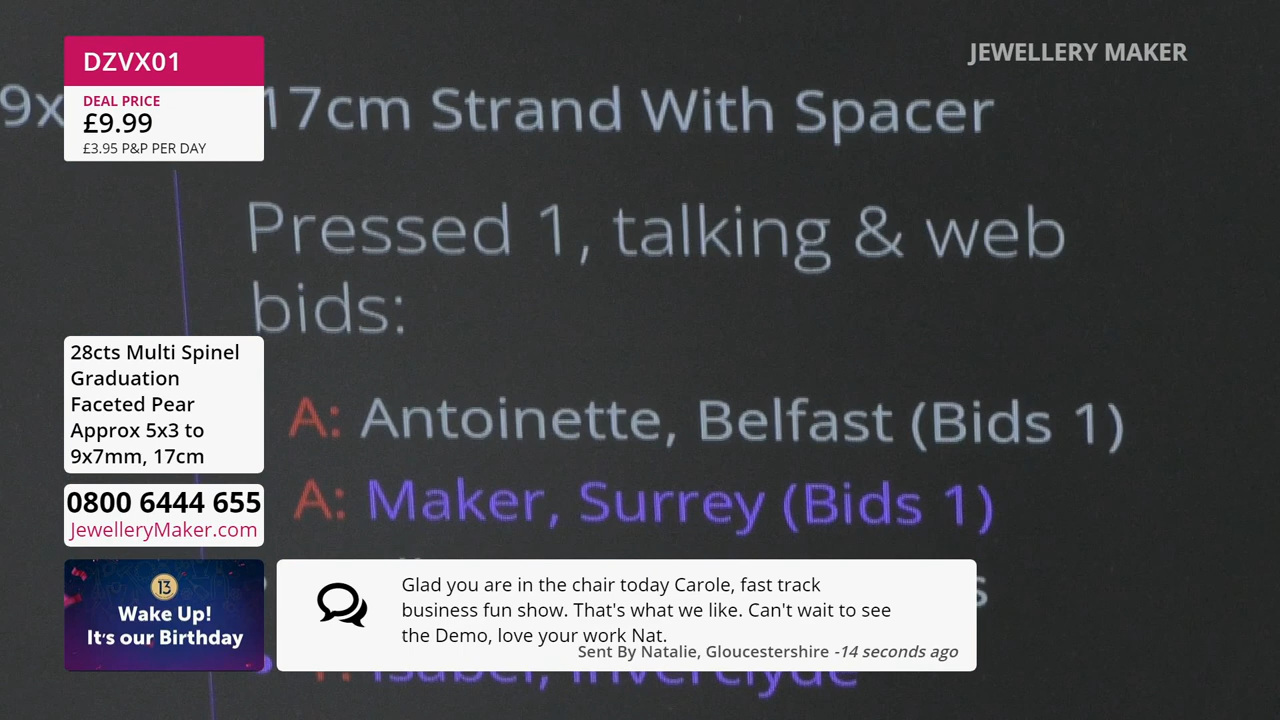 DZVX01
DEAL PRICE
£9.99
£3.95 P&P PER DAY
JEWELLERY MAKER
9x
17cm Strand With Spacer
Pressed 1, talking & web
bids:
A: Antoinette, Belfast (Bids 1)
A: Maker, Surrey (Bids 1)
28cts Multi Spinel
Graduation
Faceted Pear
Approx 5x3 to
9x7mm, 17cm
0800 6444 655
JewelleryMaker.com
13
Wake Up!
It's our Birthday
Glad you are in the chair today Carole, fast track
business fun show. That's what we like. Can't wait to see
the Demo, love your work Nat.
Sent By Natalie, Gloucestershire -14 seconds ago
Isabel, Inverclyde